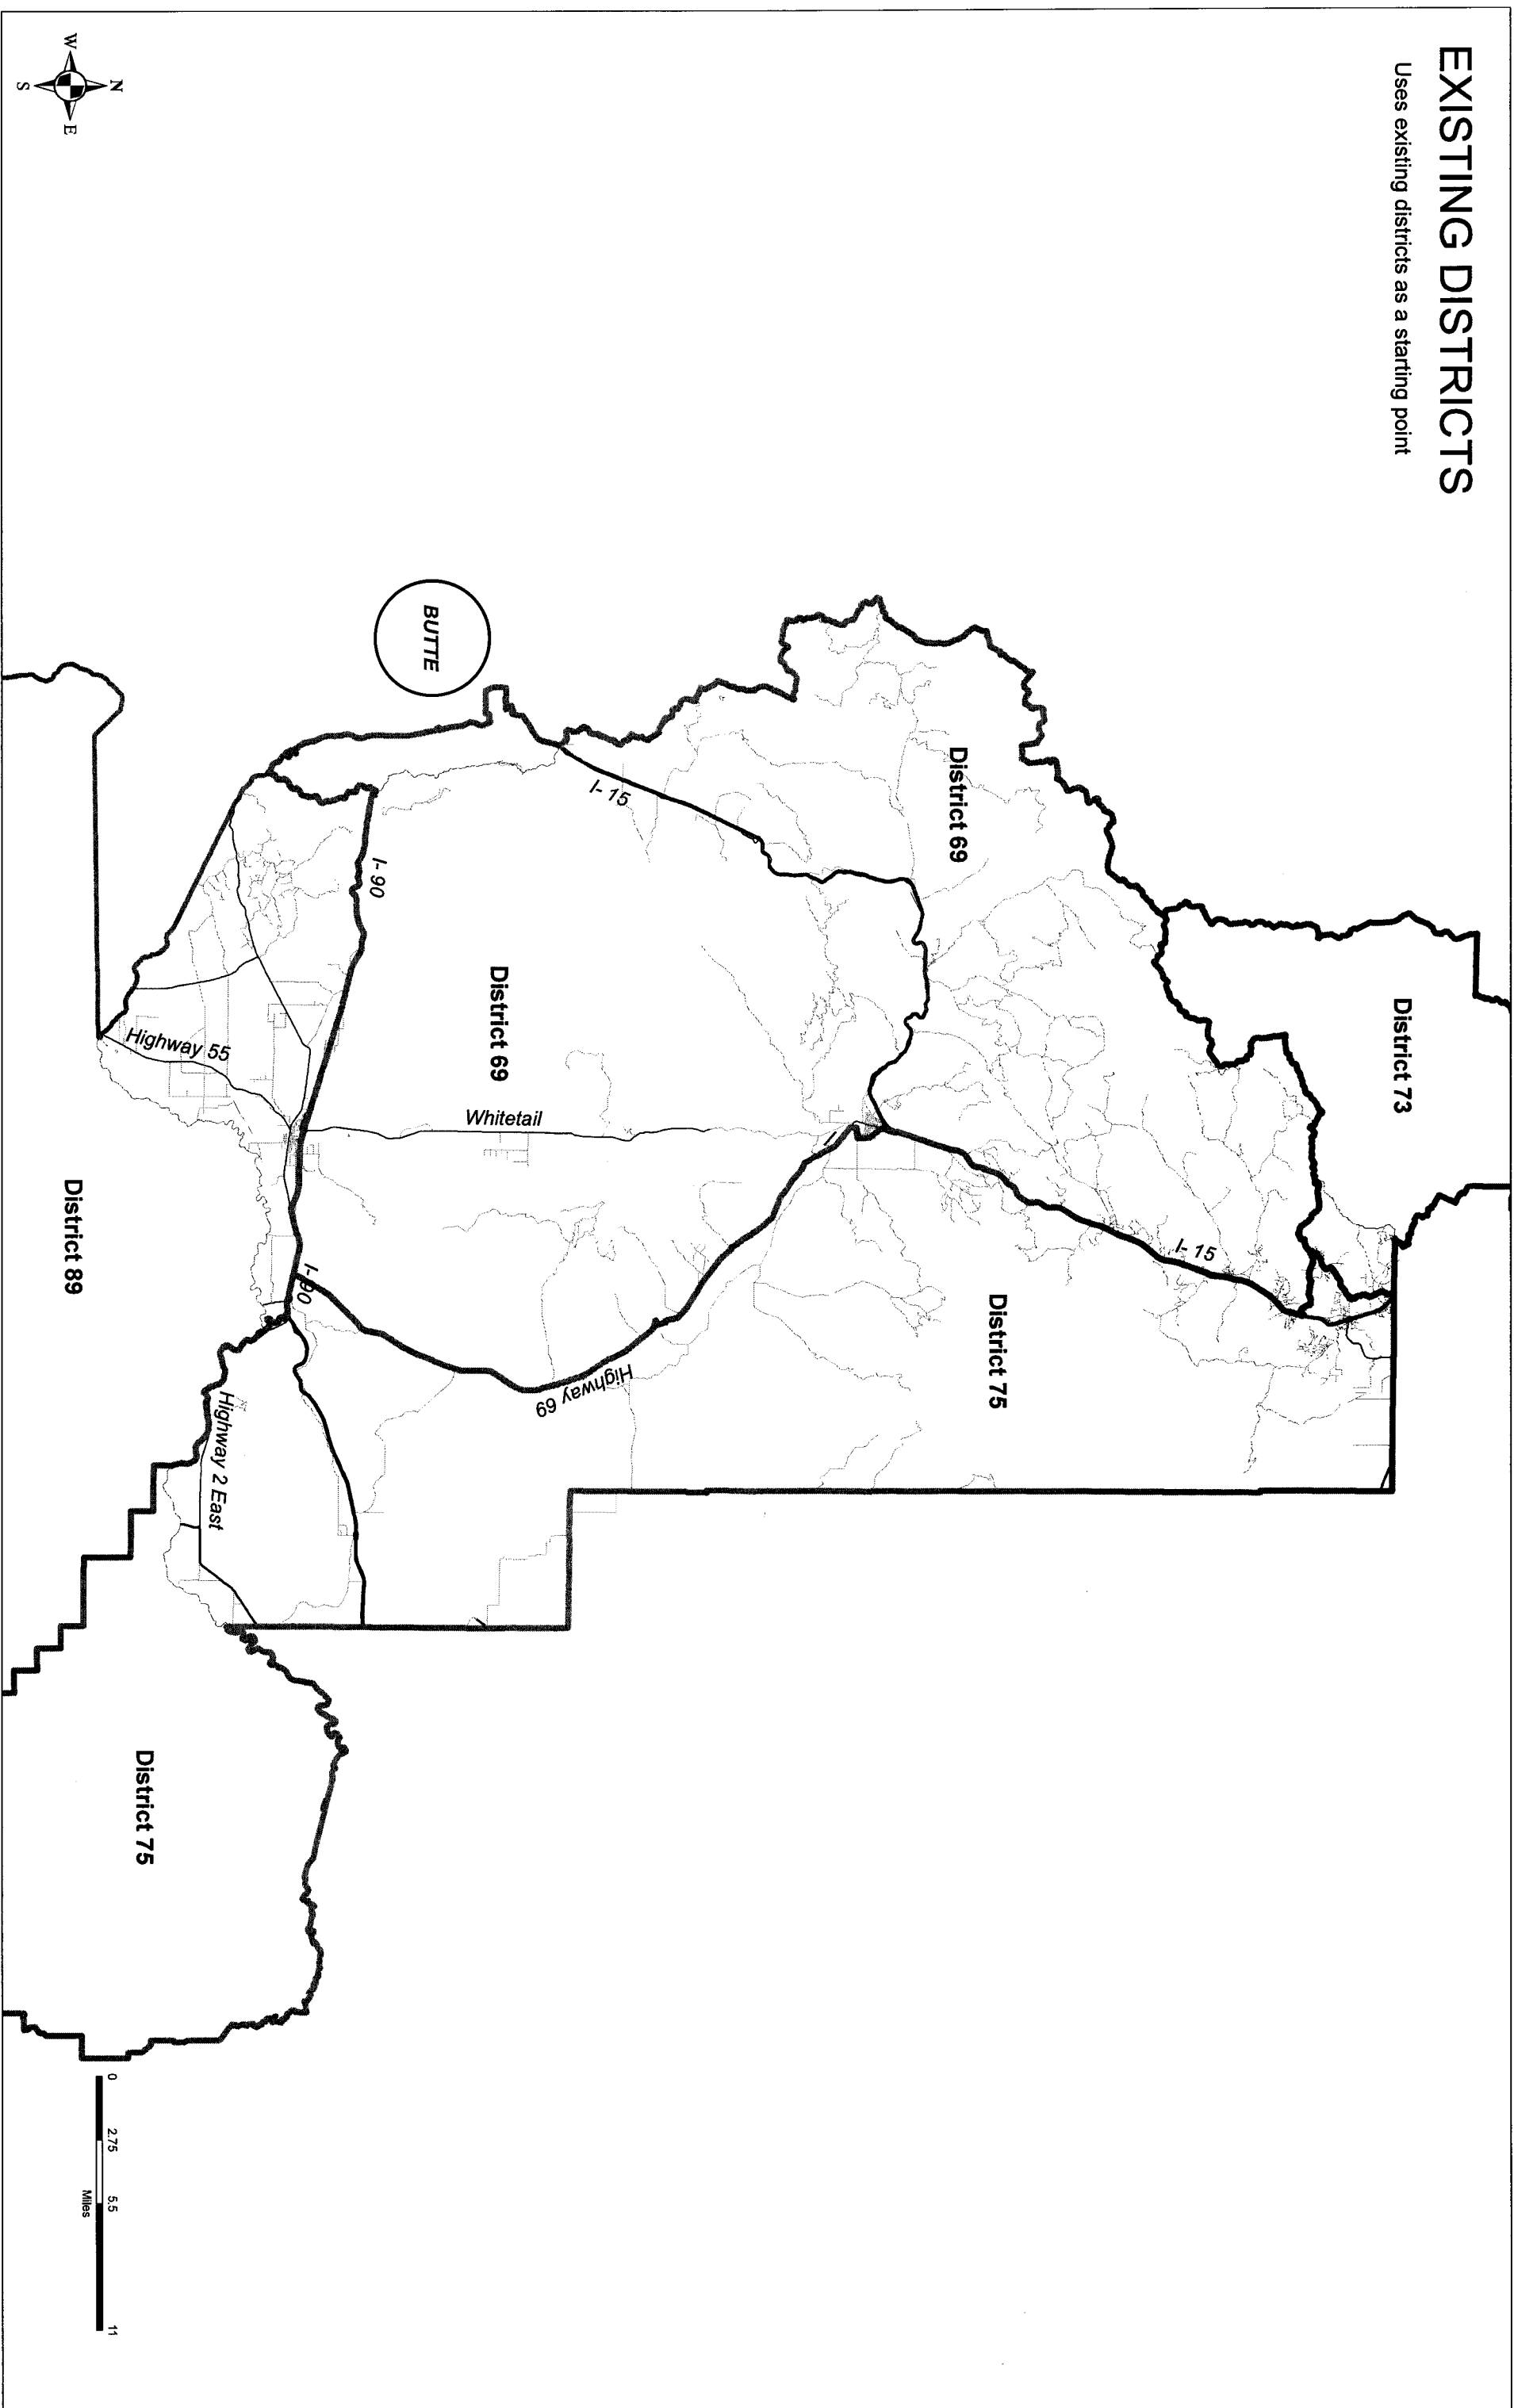 EXISTING DISTRICTS
Uses existing districts as a starting point
District 73
District 69
I-15
I-15
District 75
BUTTE
District 69
Whitetail
Highway 69
I-90
I-90
Highway 55
Highway 2 East
District 89
District 75
N
W
E
S
0 2.75 5.5 11
Miles